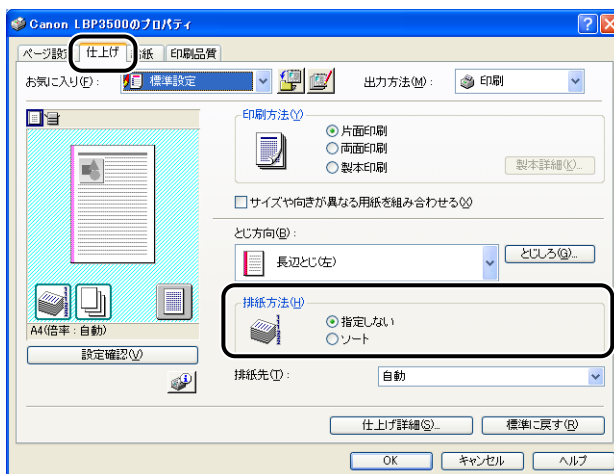 Canon LBP3500のプロパティ
ページ設 仕上げ 給紙 印刷品質
お気に入り(F): 標準設定 出力方法(M): 印刷
印刷方法(Y)
片面印刷
両面印刷
製本印刷
製本詳細(K)...
サイズや向きが異なる用紙を組み合わせる(X)
とじ方向(B):
長辺とじ(左)
とじしろ(G)...
排紙方法(H)
指定しない
ソート
A4(倍率:自動)
設定確認(V)
排紙先(T): 自動
仕上げ詳細(S)... 標準に戻す(R)
OK キャンセル ヘルプ